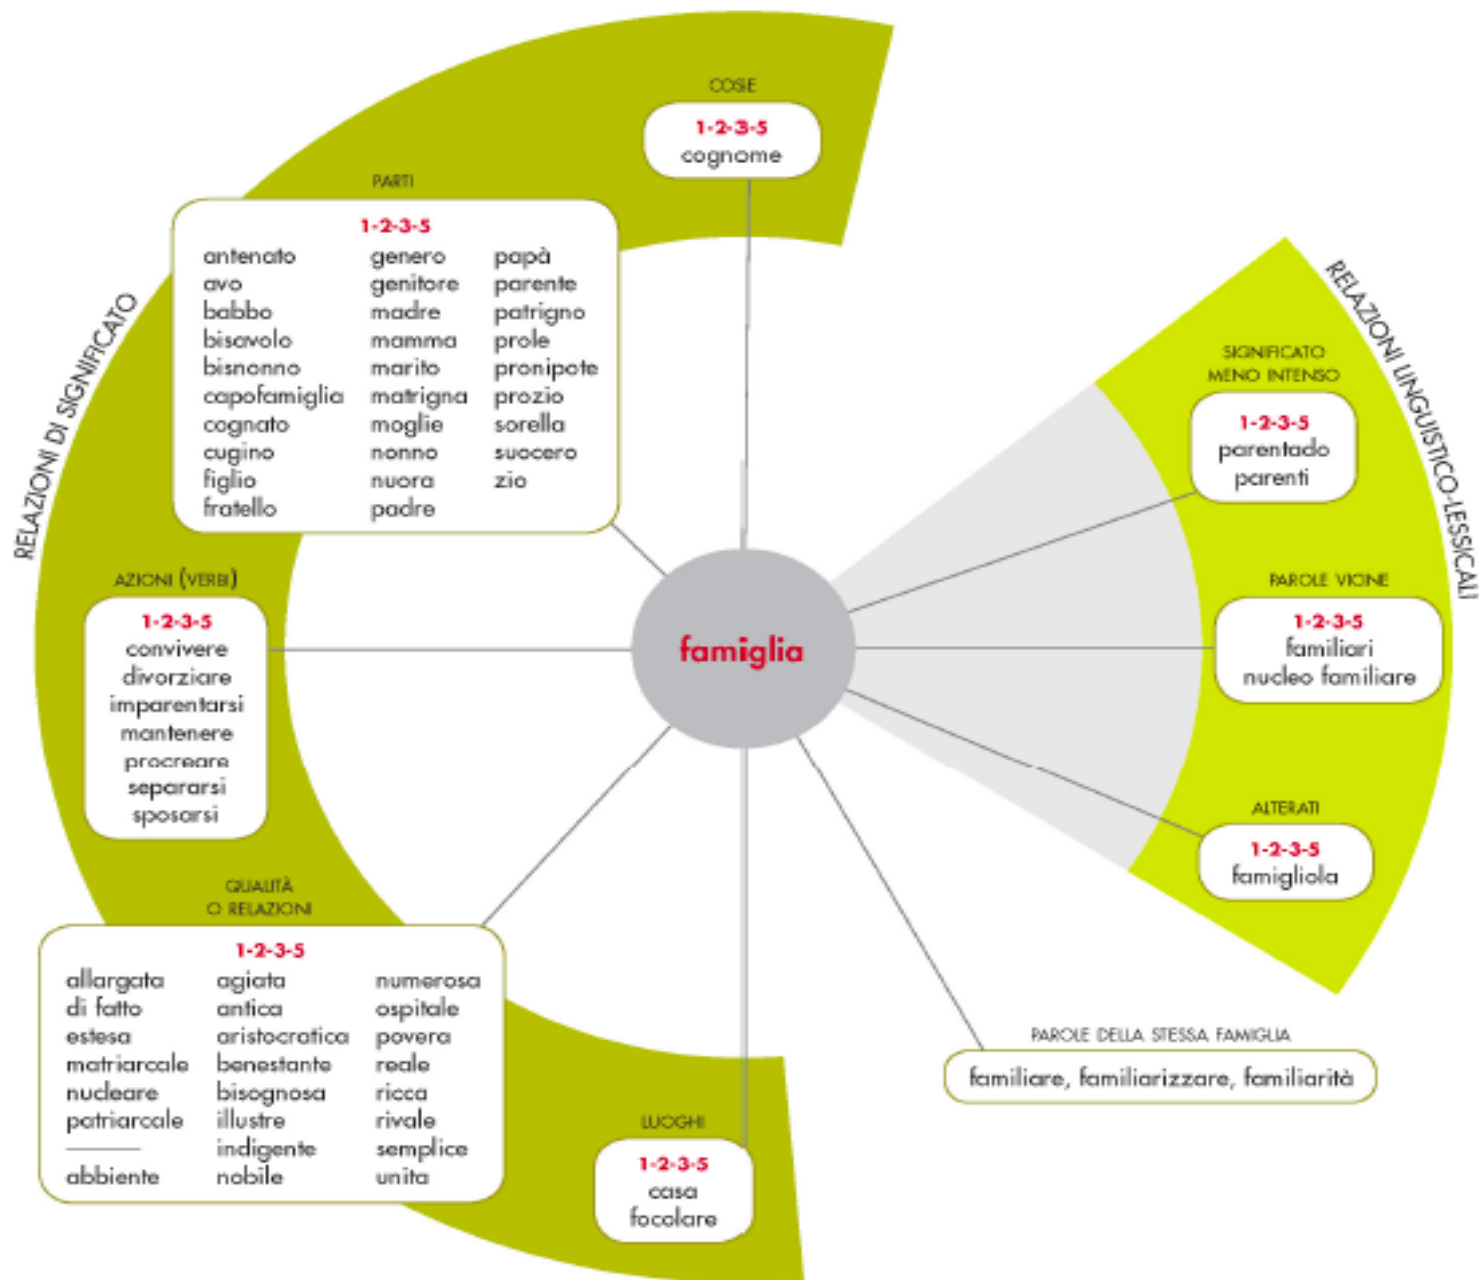 COSE
1-2-3-5
cognome
PARTI
1-2-3-5
antenato
avo
babbo
bisavolo
bisnonno
capofamiglia
cognato
cugino
figlio
fratello
genero
genitore
madre
mamma
marito
matrigna
moglie
nonno
nuora
padre
papà
parente
patrigno
prole
pronipote
prozio
sorella
suocero
zio
RELAZIONI DI SIGNIFICATO
AZIONI (VERBI)
1-2-3-5
convivere
divorziare
imparentarsi
mantenere
procreare
separarsi
sposarsi
QUALITÀ
O RELAZIONI
1-2-3-5
allargata
di fatto
estesa
matriarcale
nucleare
patriarcale
abbiente
agiata
antica
aristocratica
benestante
bisognosa
illustre
indigente
nobile
numerosa
ospitale
povera
reale
ricca
rivale
semplice
unita
LUOGHI
1-2-3-5
casa
focolare
famiglia
RELAZIONI LINGUISTICO-LESSICALI
SIGNIFICATO
MENO INTENSO
1-2-3-5
parentado
parenti
PAROLE VICINE
1-2-3-5
familiari
nucleo familiare
ALTERATI
1-2-3-5
famigliola
PAROLE DELLA STESSA FAMIGLIA
familiare, familiarizzare, familiarità